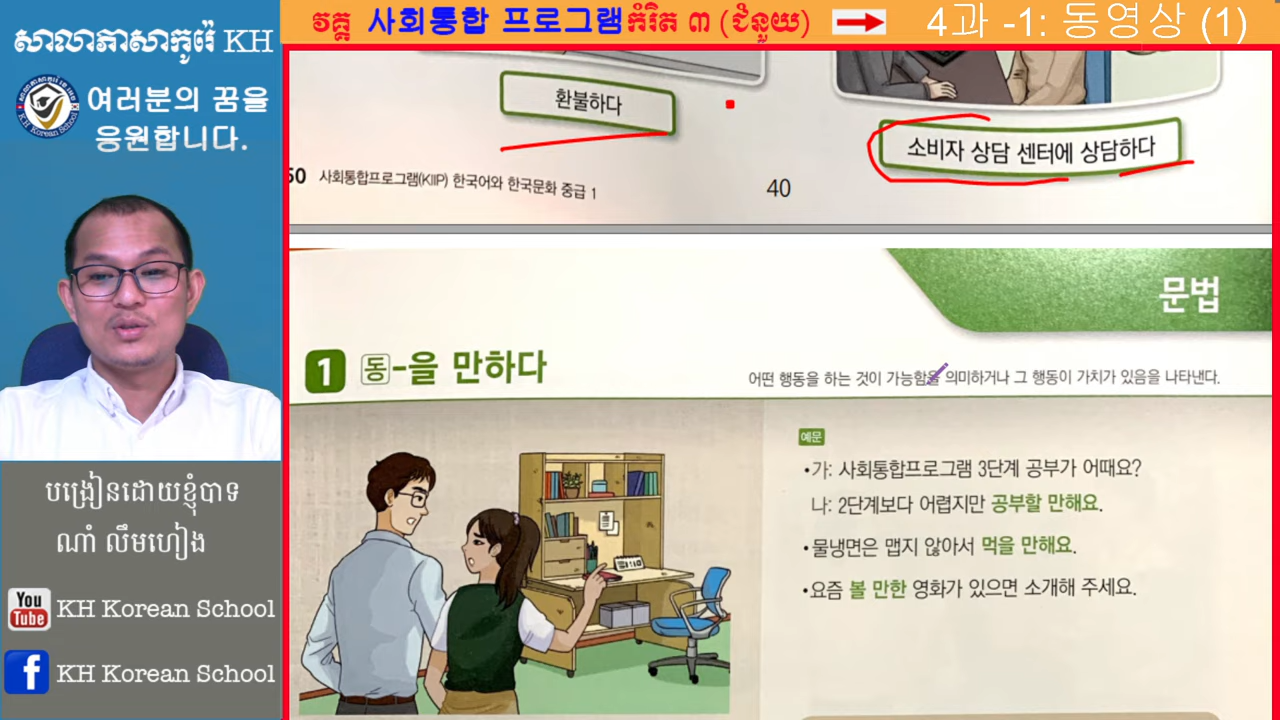 សាលាភាសាកូរ៉េ KH
여러분의 꿈을
응원합니다.
បង្រៀនដោយខ្ញុំបាទ
ណាំ លឹមហៀង
You Tube KH Korean School
f KH Korean School
វគ្គ 사회통합 프로그램កំរិត ៣ (ជំនួយ)
4과 -1: 동영상 (1)
환불하다
소비자 상담 센터에 상담하다
50 사회통합프로그램(KIIP) 한국어와 한국문화 중급 1
40
문법
1 동-을 만하다
어떤 행동을 하는 것이 가능함을 의미하거나 그 행동이 가치가 있음을 나타낸다.
예문
•가: 사회통합프로그램 3단계 공부가 어때요?
나: 2단계보다 어렵지만 공부할 만해요.
•물냉면은 맵지 않아서 먹을 만해요.
•요즘 볼 만한 영화가 있으면 소개해 주세요.